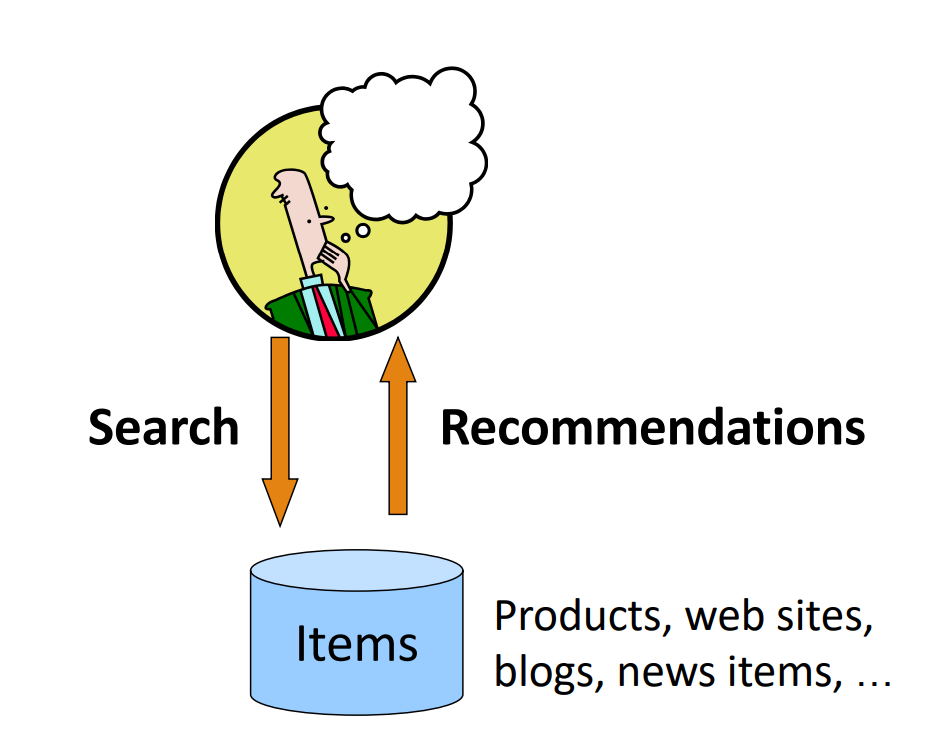 Search
Recommendations
Items
Products, web sites,
blogs, news items, …